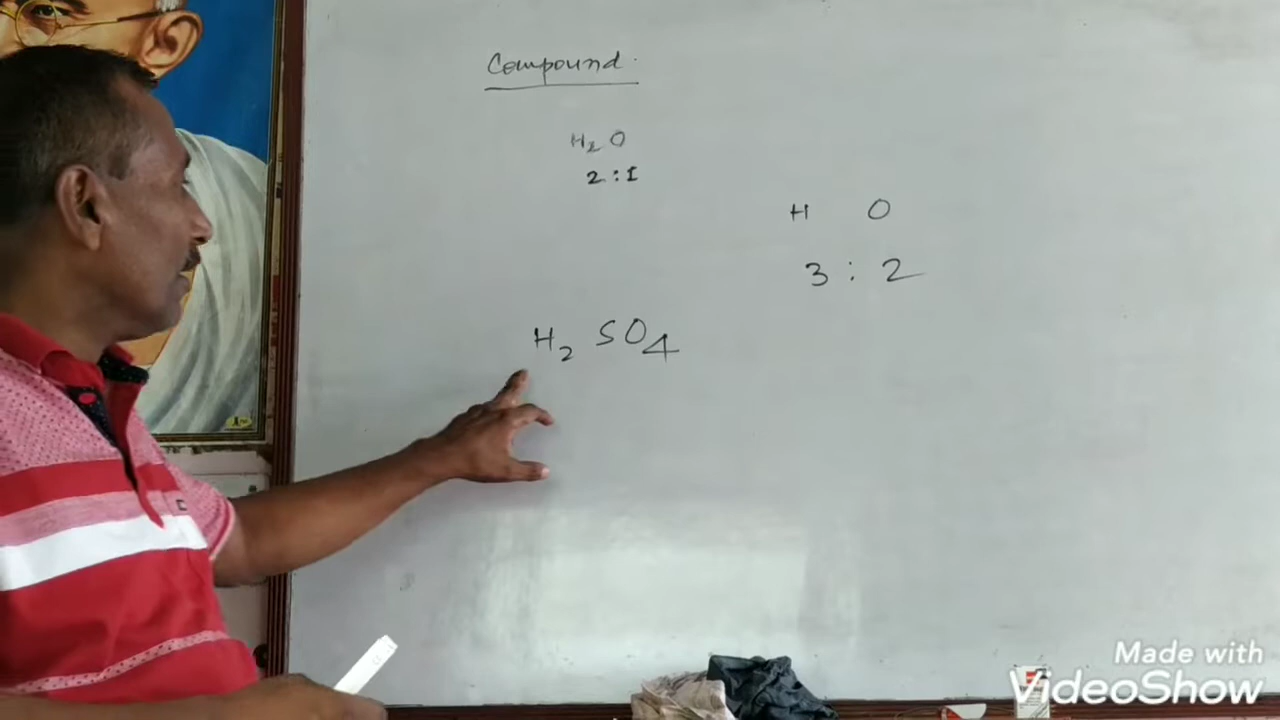 Compound.
H₂O
2:1
H O
3 : 2
H₂ SO₄
Made with
VideoShow